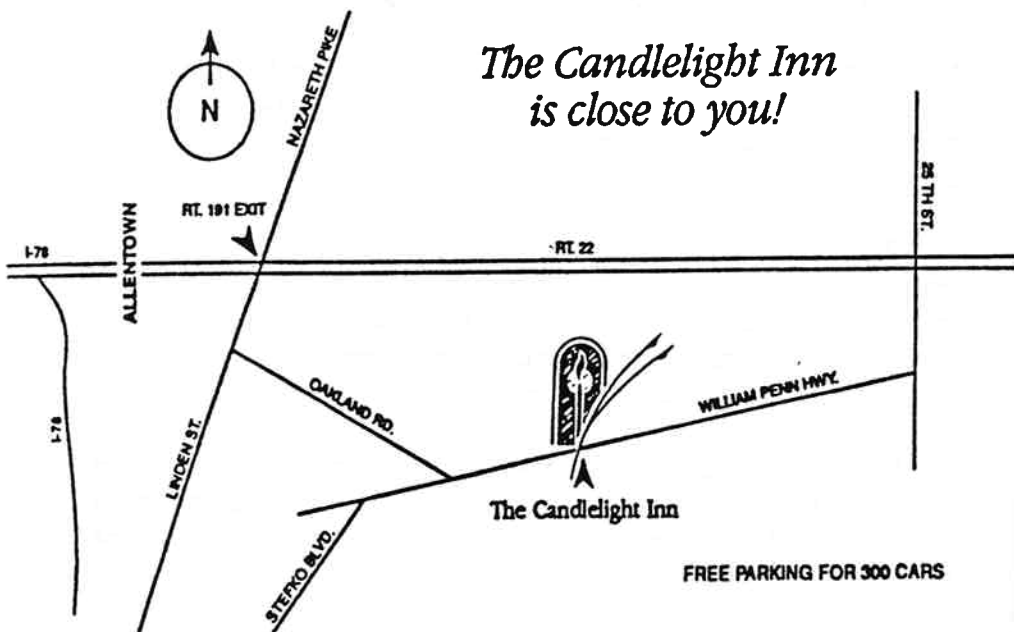 The Candlelight Inn
is close to you!
N
NAZARETH PIKE
RT. 191 EXIT
ALLENTOWN
I-78
RT. 22
25 TH ST.
I-78
LINDEN ST.
OAKLAND RD.
WILLIAM PENN HWY.
The Candlelight Inn
STEFKO BLVD.
FREE PARKING FOR 300 CARS